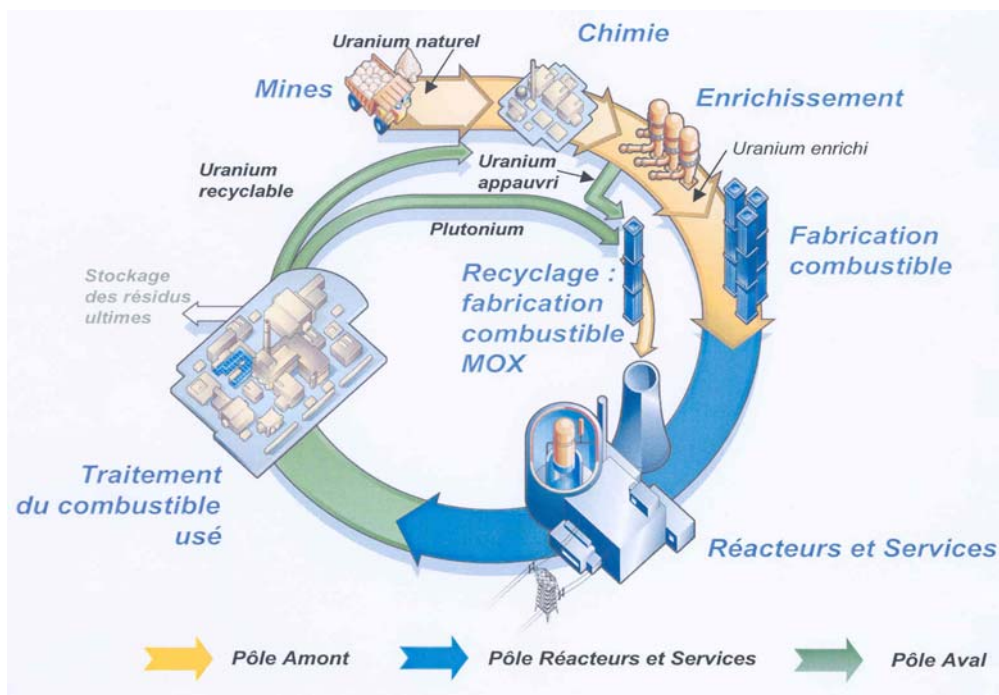 Chimie
Uranium naturel
Mines
Enrichissement
Uranium enrichi
Uranium
recyclable
Uranium
appauvri
Plutonium
Fabrication
combustible
Recyclage :
fabrication
combustible
MOX
Stockage
des résidus
ultimes
Traitement
du combustible
usé
Réacteurs et Services
Pôle Amont
Pôle Réacteurs et Services
Pôle Aval